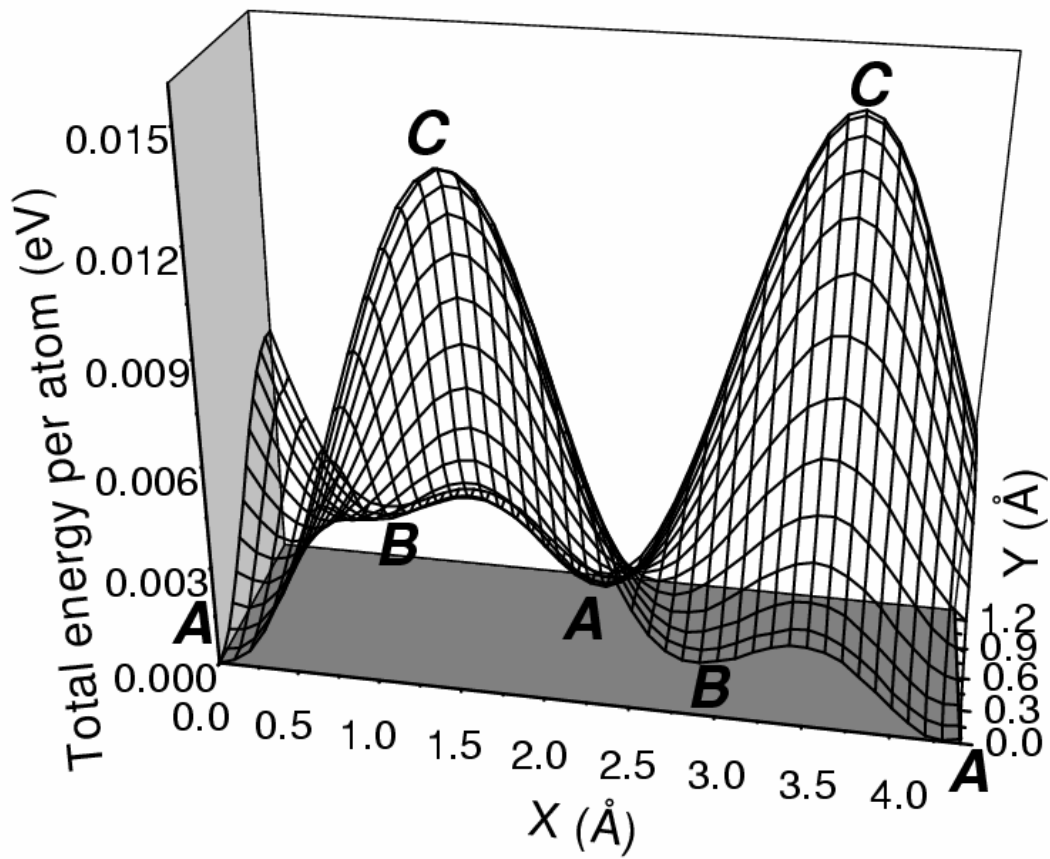 C
C
0.015
0.012
0.009
0.006
0.003
0.000
Total energy per atom (eV)
A
B
A
B
A
Y (Å)
1.2
0.9
0.6
0.3
0.0
0.0 0.5 1.0 1.5 2.0 2.5 3.0 3.5 4.0
X (Å)